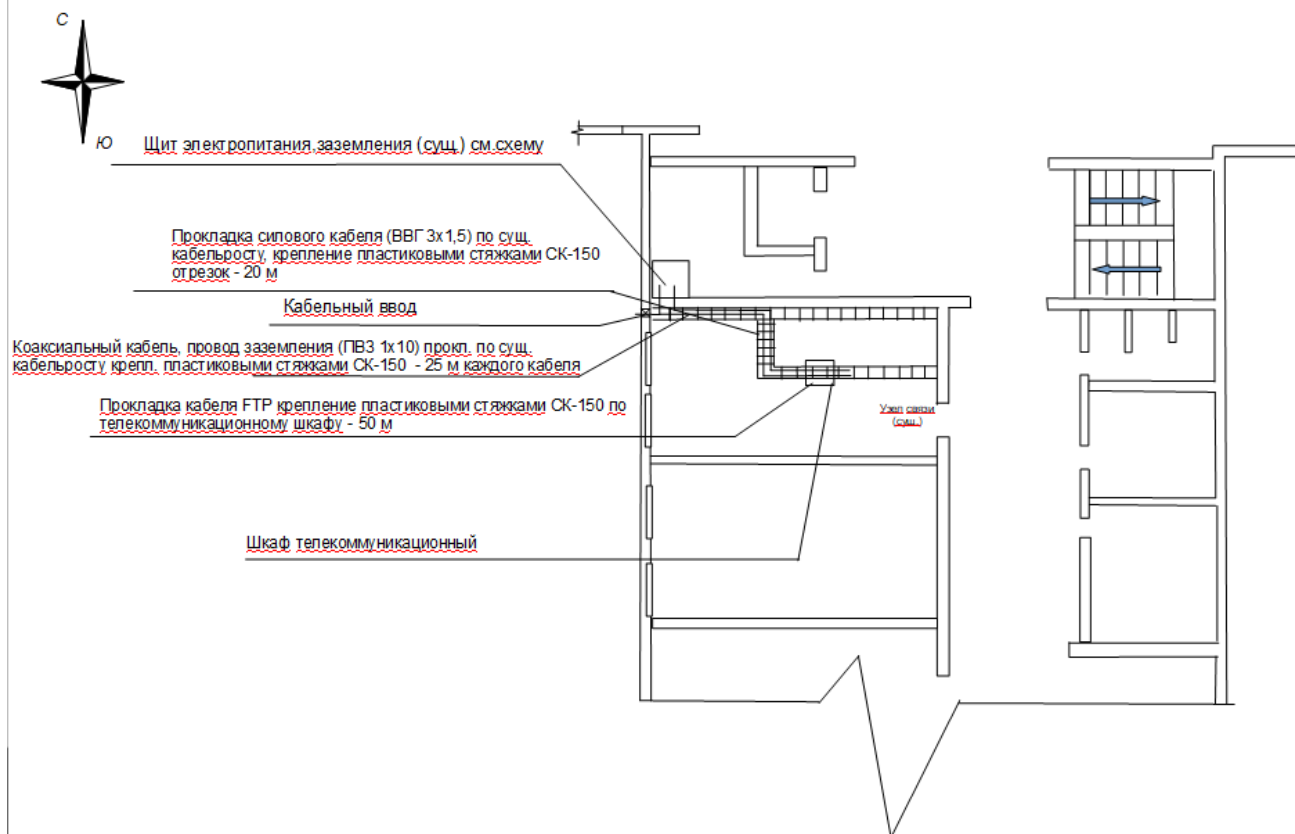 С
Ю
Щит электропитания,заземления (сущ.) см.схему
Прокладка силового кабеля (ВВГ 3х1,5) по сущ.
кабельросту, крепление пластиковыми стяжками СК-150
отрезок - 20 м
Кабельный ввод
Коаксиальный кабель, провод заземления (ПВЗ 1х10) прокл. по сущ.
кабельросту крепл. пластиковыми стяжками СК-150 - 25 м каждого кабеля
Прокладка кабеля FTP крепление пластиковыми стяжками СК-150 по
телекоммуникационному шкафу - 50 м
Узел связи
(сущ.)
Шкаф телекоммуникационный